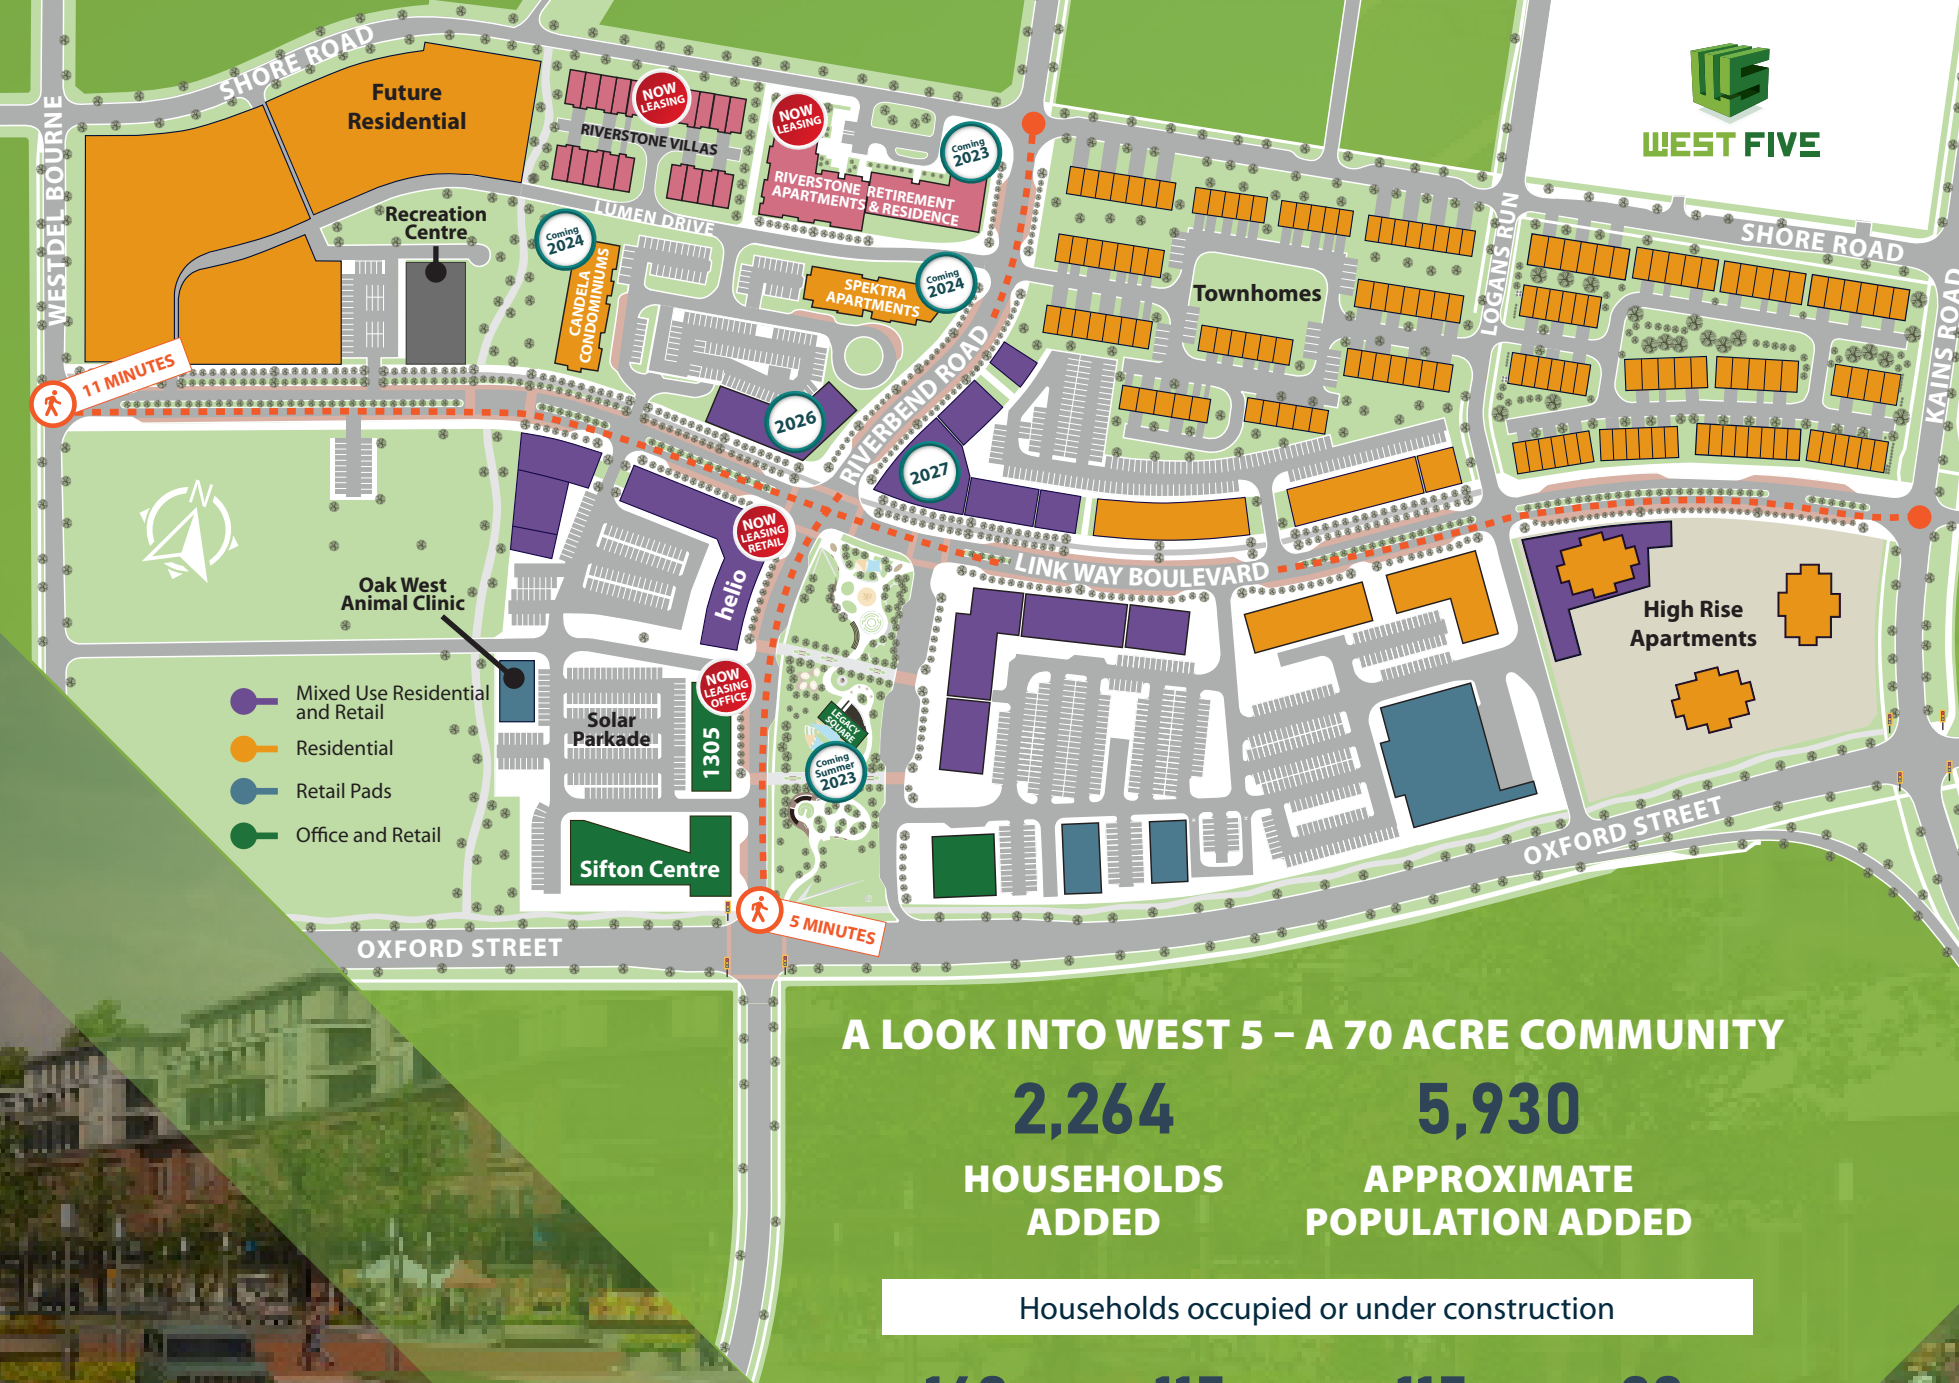 SHORE ROAD
WESTDEL BOURNE
Future
Residential
NOW
LEASING
RIVERSTONE VILLAS
NOW
LEASING
Coming
2023
RIVERSTONE RETIREMENT
APARTMENTS & RESIDENCE
WEST FIVE
Recreation
Centre
LUMEN DRIVE
Coming
2024
CANDELA
CONDOMINIUMS
SPEKTRA
APARTMENTS
Coming
2024
Townhomes
LOGANS RUN
SHORE ROAD
KAINS ROAD
11 MINUTES
RIVERBEND ROAD
2026
2027
N
NOW
LEASING
RETAIL
helio
LINK WAY BOULEVARD
Oak West
Animal Clinic
High Rise
Apartments
NOW
LEASING
OFFICE
Mixed Use Residential
and Retail
Residential
Retail Pads
Office and Retail
Solar
Parkade
1305
LEGACY
SQUARE
Coming
Summer
2023
Sifton Centre
OXFORD STREET
5 MINUTES
OXFORD STREET
A LOOK INTO WEST 5 – A 70 ACRE COMMUNITY
2,264
HOUSEHOLDS
ADDED
5,930
APPROXIMATE
POPULATION ADDED
Households occupied or under construction